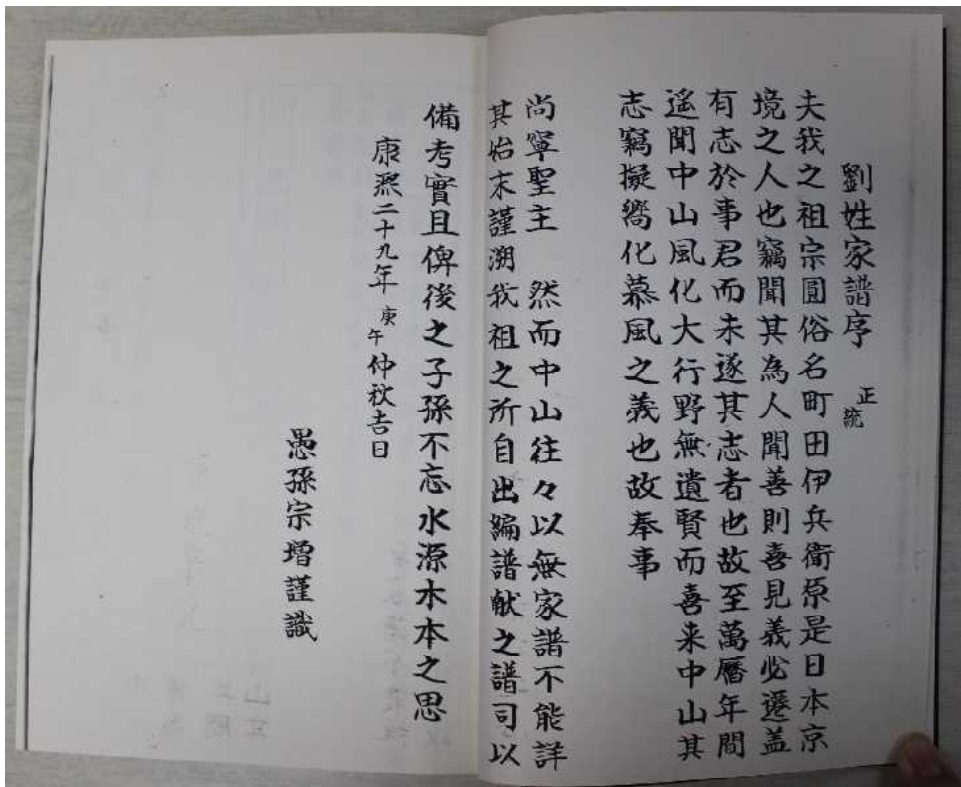 劉姓家譜序 正統
夫我之祖宗圓俗名町田伊兵衛原是日本京
境之人也竊聞其為人聞善則喜見義必遷盖
有志於事君而未遂其志者也故至萬曆年間
遥聞中山風化大行野無遺賢而喜来中山其
志竊擬嚮化慕風之義也故奉事
尚寧聖主　然而中山往々以無家譜不能詳
其始末謹溯我祖之所自出編譜献之譜司以
備考實且俾後之子孫不忘水源木本之思
康熈二十九年庚午仲秋吉日
愚孫宗増謹識